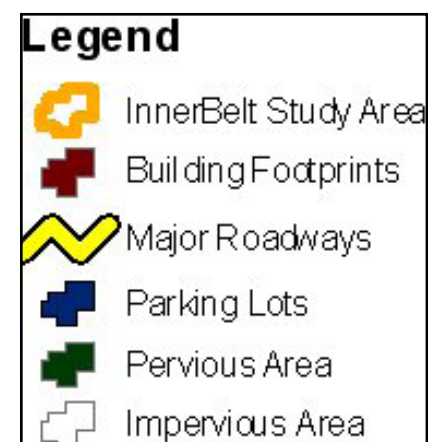 Legend
InnerBelt Study Area
Building Footprints
Major Roadways
Parking Lots
Pervious Area
Impervious Area